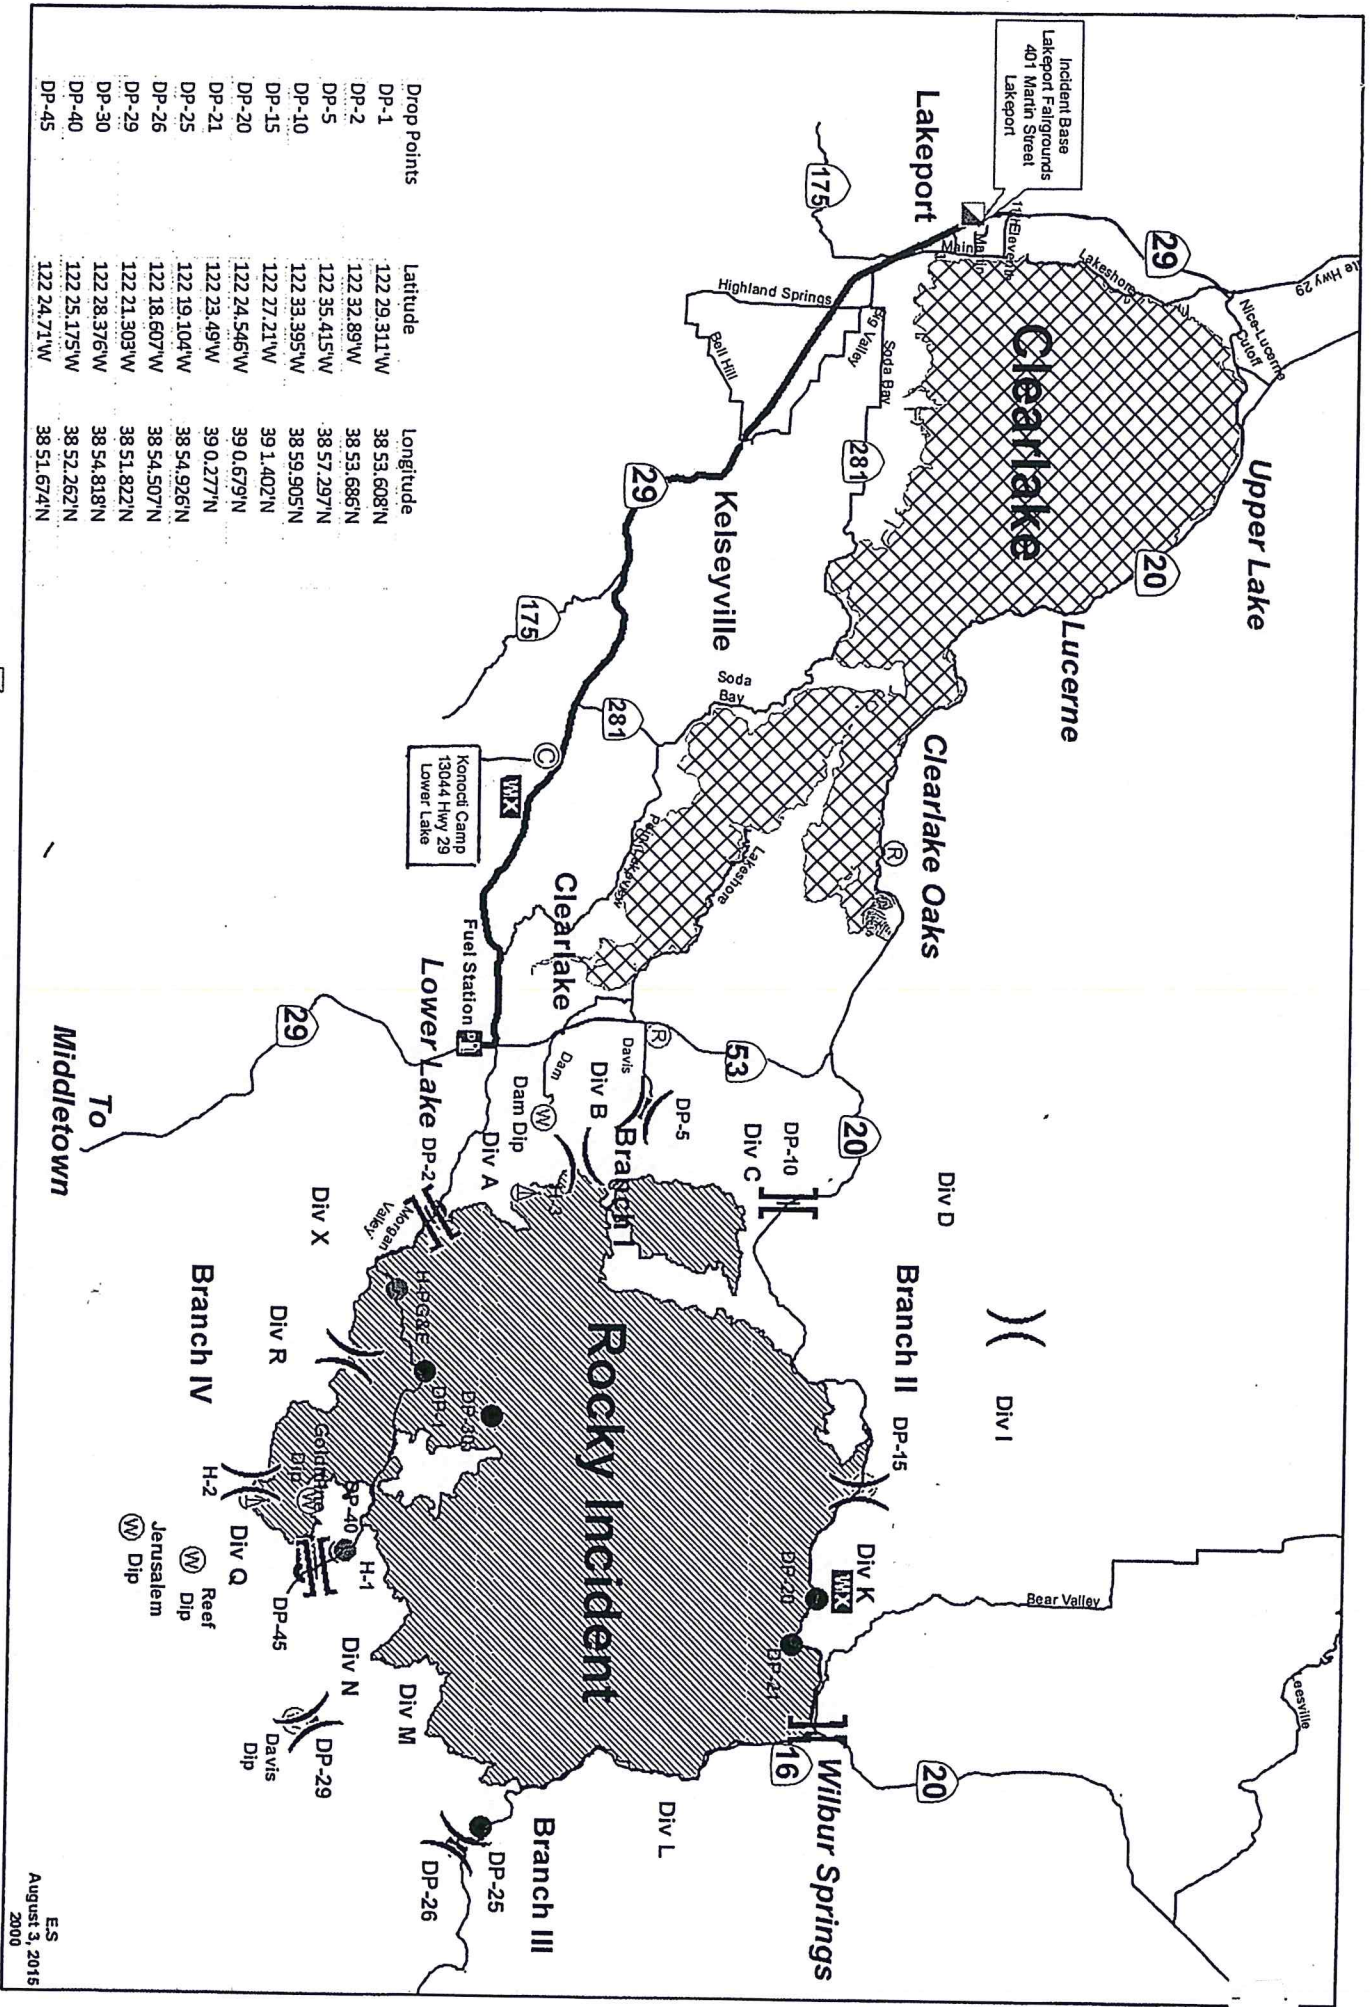 Incident Base
Lakeport Fairgrounds
401 Martin Street
Lakeport
Lakeport
175
29
Main
Lakeshore
te Hwy 29
Nice-Lucerne
Cutoff
Highland Springs
Big Valley
Soda Bay
Bell Hill
281
Clearlake
Upper Lake
20
Lucerne
29
Kelseyville
175
281
Soda
Bay
Clearlake Oaks
R
C
WX
Konocti Camp
13044 Hwy 29
Lower Lake
Lakeshore
Clearlake
Fuel Station
Lower Lake
R
53
Davis
Dam
29
To
Middletown
W
Dam Dip
Div B
Branch I
DP-5
Div C
DP-10
20
Div D
Div A
DP-2
Morgan
Valley
H-3
Div X
Branch IV
Div R
H-PG&E
DP-1
DP-30
Rocky Incident
Branch II
Div I
DP-15
Goldmine
Dip
W
DP-40
H-1
H-2
Div Q
DP-45
W
Reef
Dip
W
Jerusalem
Dip
Div K
WX
DP-20
DP-21
Bear Valley
eesville
Div N
Div M
DP-29
Davis
Dip
16
Wilbur Springs
20
Div L
Branch III
DP-25
DP-26
Drop Points Latitude Longitude
DP-1 122 29.311'W 38 53.608'N
DP-2 122 32.89'W 38 53.686'N
DP-5 122 35.415'W 38 57.297'N
DP-10 122 33.395'W 38 59.905'N
DP-15 122 27.21'W 39 1.402'N
DP-20 122 24.546'W 39 0.679'N
DP-21 122 23.49'W 39 0.277'N
DP-25 122 19.104'W 38 54.926'N
DP-26 122 18.607'W 38 54.507'N
DP-29 122 21.303'W 38 51.822'N
DP-30 122 28.376'W 38 54.818'N
DP-40 122 25.175'W 38 52.262'N
DP-45 122 24.71'W 38 51.674'N
E.S
August 3, 2015
2000